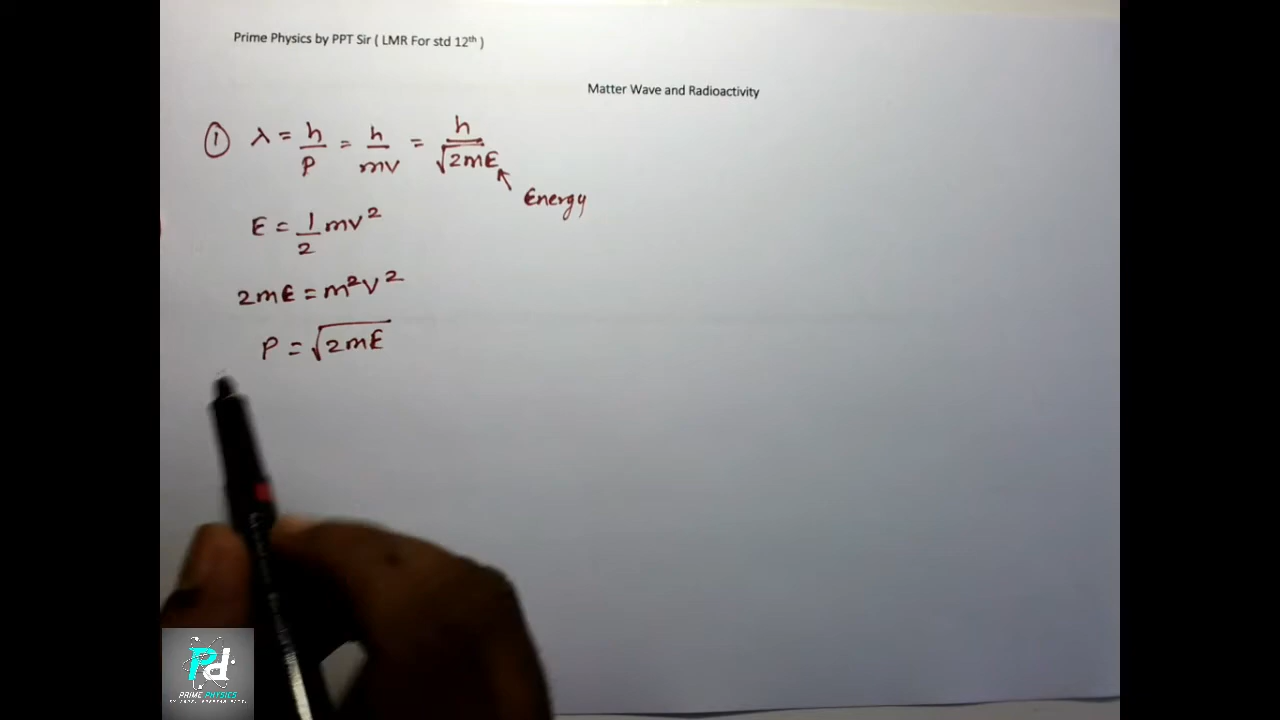 Prime Physics by PPT Sir ( LMR For std 12th )
Matter Wave and Radioactivity
① λ = h/P = h/mv = h/√2mE
Energy
E = 1/2 mv²
2mE = m²v²
P = √2mE
Pd
PRIME PHYSICS